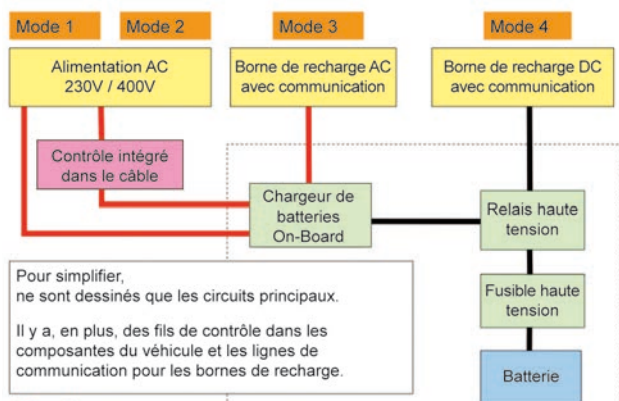 Mode 1
Mode 2
Mode 3
Mode 4
Alimentation AC
230V / 400V
Borne de recharge AC
avec communication
Borne de recharge DC
avec communication
Contrôle intégré
dans le câble
Chargeur de
batteries
On-Board
Relais haute
tension
Pour simplifier,
ne sont dessinés que les circuits principaux.
Il y a, en plus, des fils de contrôle dans les
composantes du véhicule et les lignes de
communication pour les bornes de recharge.
Fusible haute
tension
Batterie